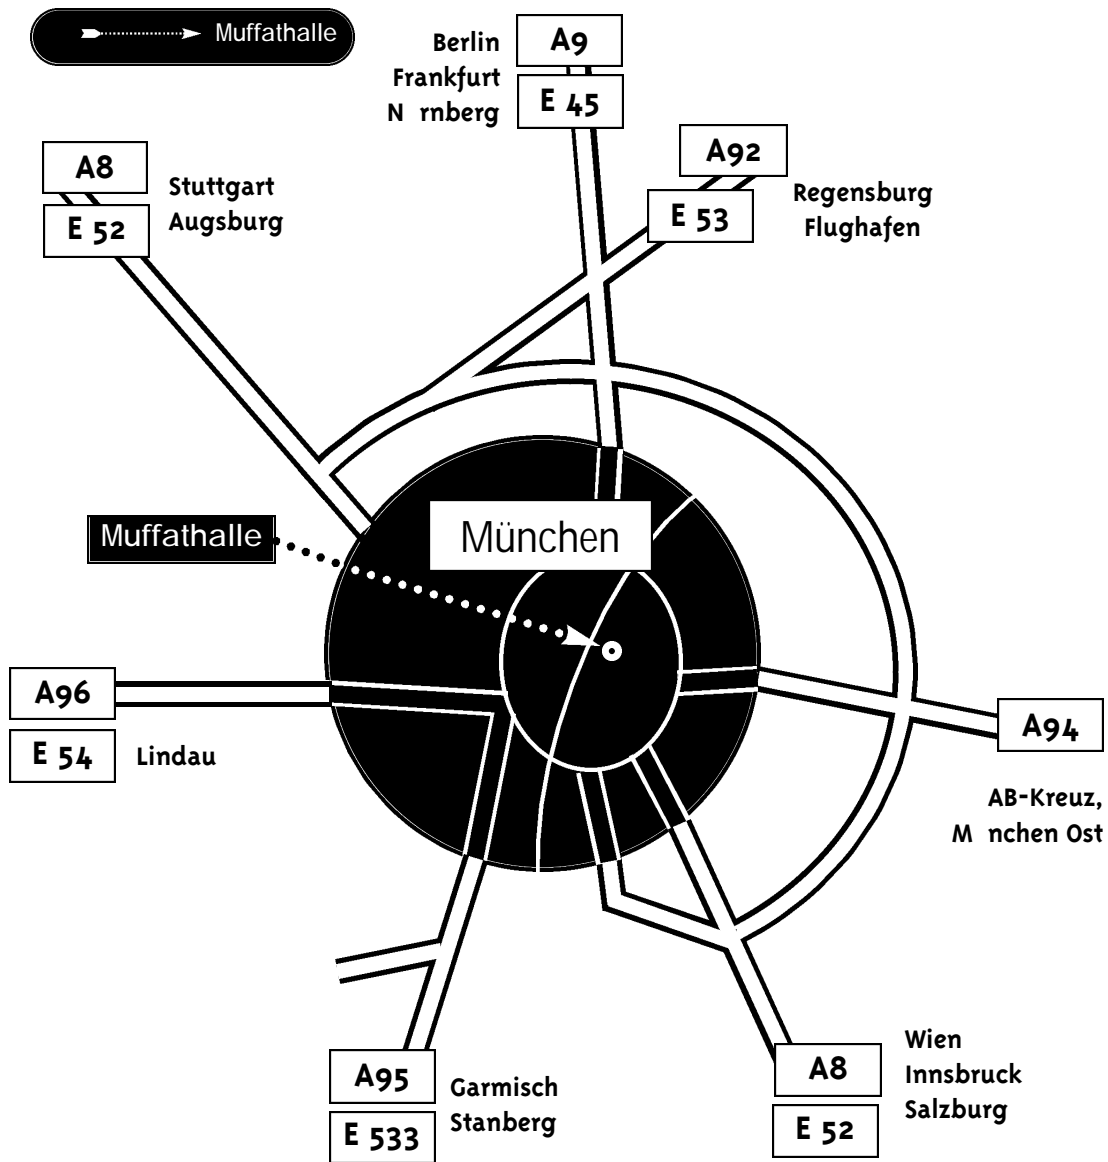 Muffathalle
Berlin
Frankfurt
N rnberg
A9
E 45
A92
E 53
Regensburg
Flughafen
A8
E 52
Stuttgart
Augsburg
München
Muffathalle
A96
E 54
Lindau
A94
AB-Kreuz,
M nchen Ost
A95
E 533
Garmisch
Stanberg
A8
E 52
Wien
Innsbruck
Salzburg